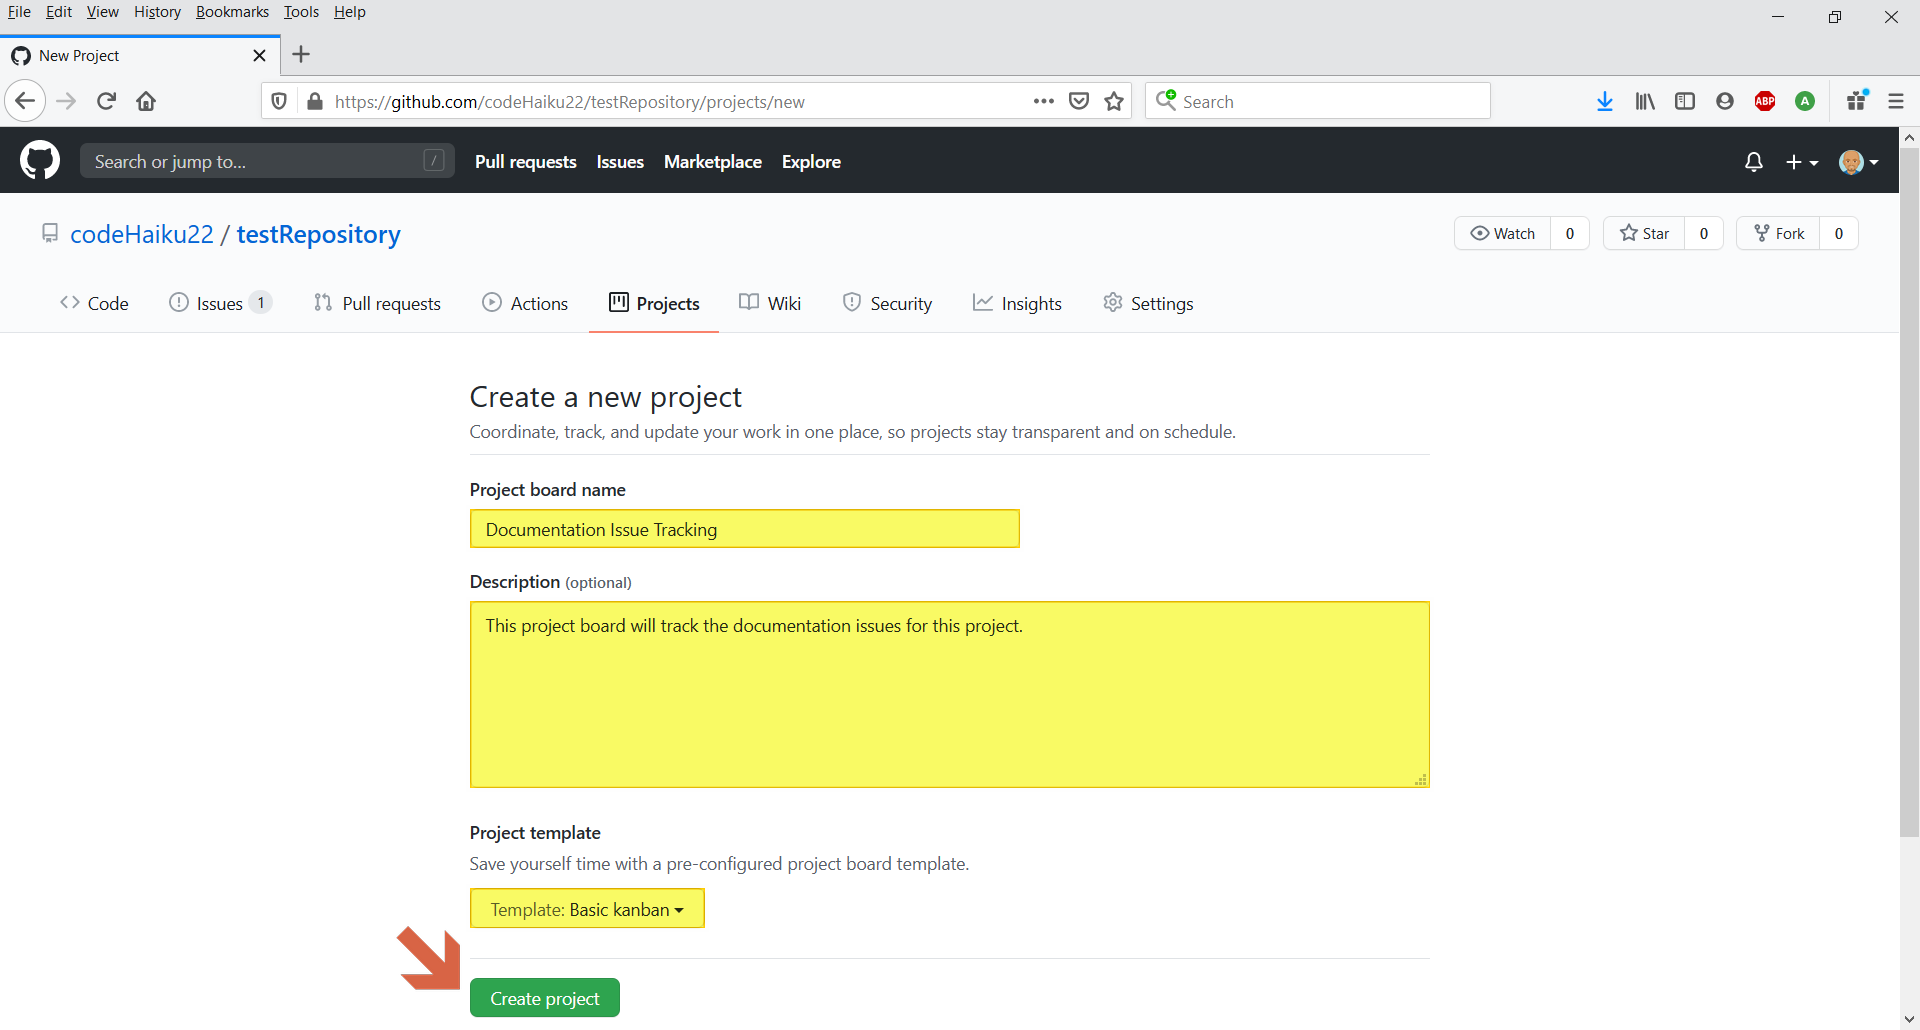 File Edit View History Bookmarks Tools Help
New Project
https://github.com/codeHaiku22/testRepository/projects/new
Search
ABP
A
Search or jump to... /
Pull requests Issues Marketplace Explore
codeHaiku22 / testRepository
Watch 0 Star 0 Fork 0
Code Issues 1 Pull requests Actions Projects Wiki Security Insights Settings
Create a new project
Coordinate, track, and update your work in one place, so projects stay transparent and on schedule.
Project board name
Documentation Issue Tracking
Description (optional)
This project board will track the documentation issues for this project.
Project template
Save yourself time with a pre-configured project board template.
Template: Basic kanban
Create project